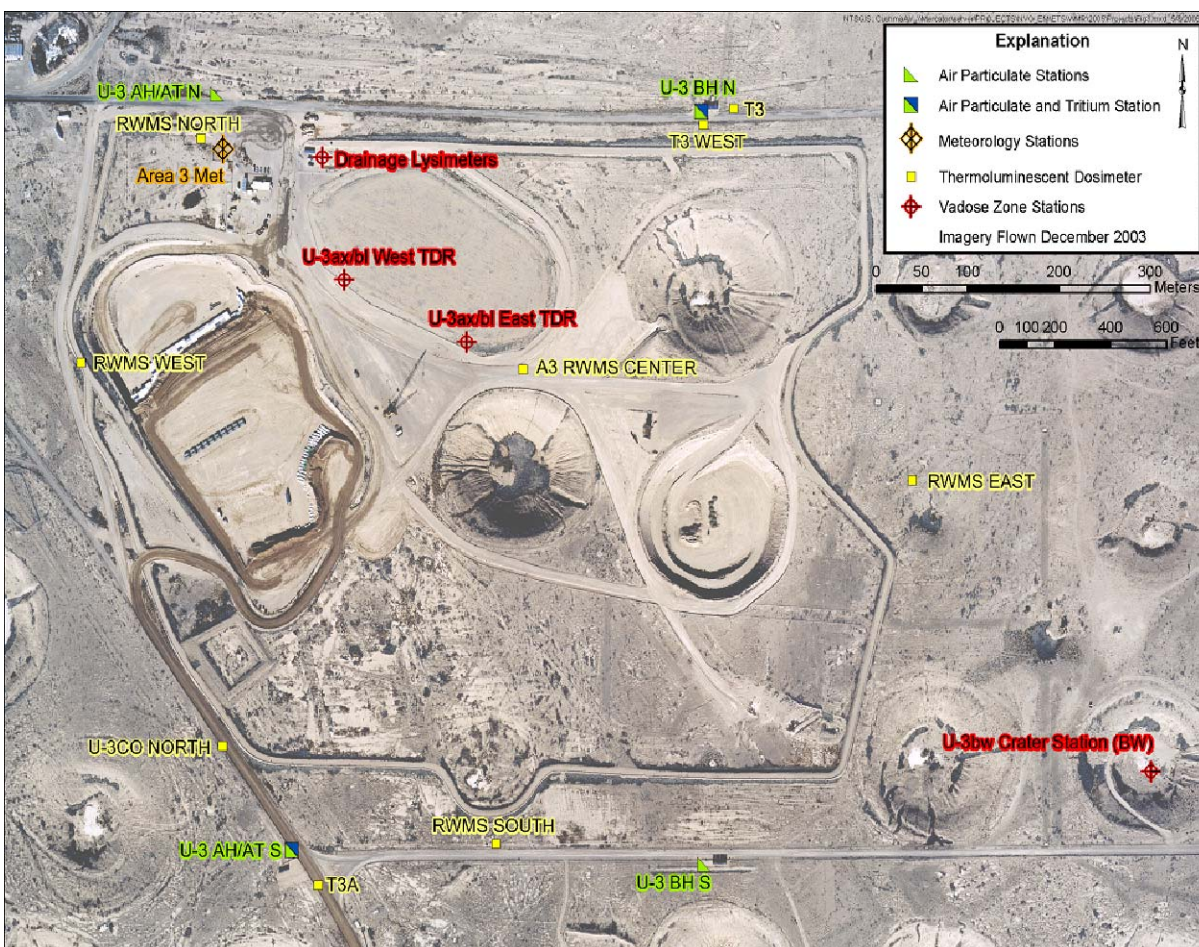 Explanation
N
Air Particulate Stations
Air Particulate and Tritium Station
Meteorology Stations
Thermoluminescent Dosimeter
Vadose Zone Stations
Imagery Flown December 2003
0 50 100 200 300
Meters
0 100 200 400 600
Feet
U-3 AH/AT N
U-3 BH N
T3
RWMS NORTH
T3 WEST
Drainage Lysimeters
Area 3 Met
U-3ax/bl West TDR
U-3ax/bl East TDR
RWMS WEST
A3 RWMS CENTER
RWMS EAST
U-3CO NORTH
U-3bw Crater Station (BW)
RWMS SOUTH
U-3 AH/AT S
T3A
U-3 BH S